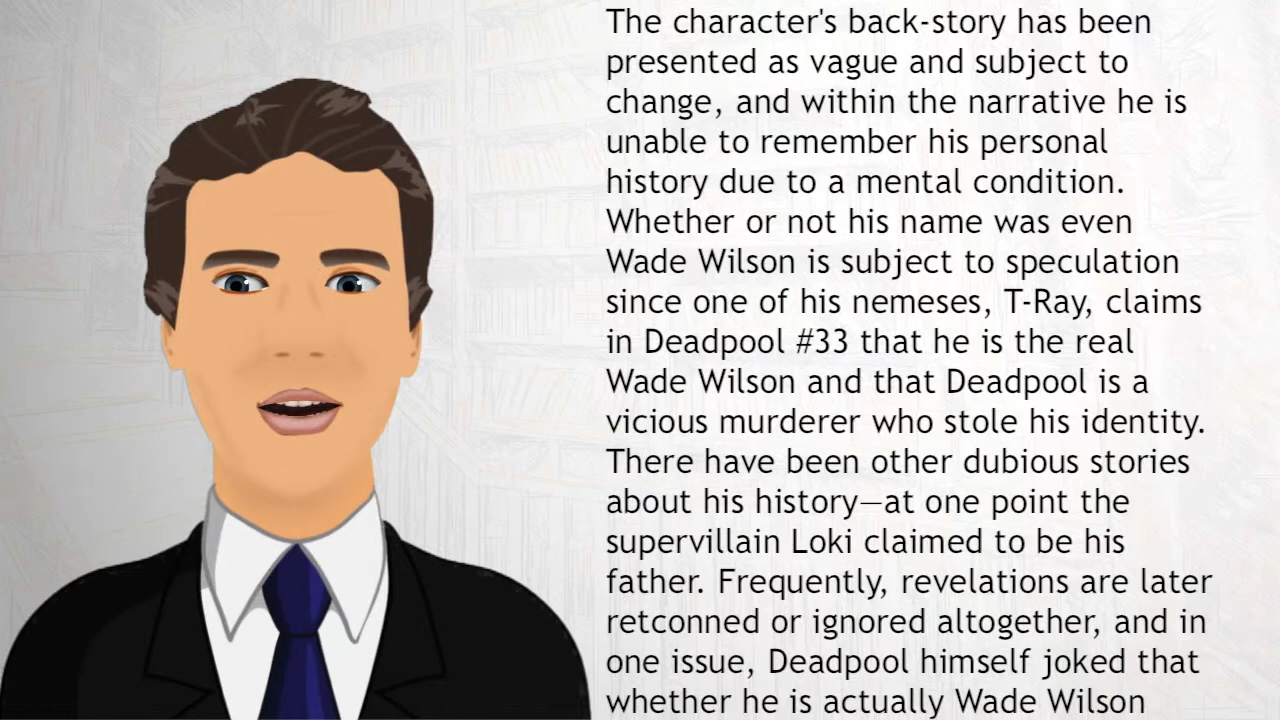 The character's back-story has been
presented as vague and subject to
change, and within the narrative he is
unable to remember his personal
history due to a mental condition.
Whether or not his name was even
Wade Wilson is subject to speculation
since one of his nemeses, T-Ray, claims
in Deadpool #33 that he is the real
Wade Wilson and that Deadpool is a
vicious murderer who stole his identity.
There have been other dubious stories
about his history—at one point the
supervillain Loki claimed to be his
father. Frequently, revelations are later
retconned or ignored altogether, and in
one issue, Deadpool himself joked that
whether he is actually Wade Wilson